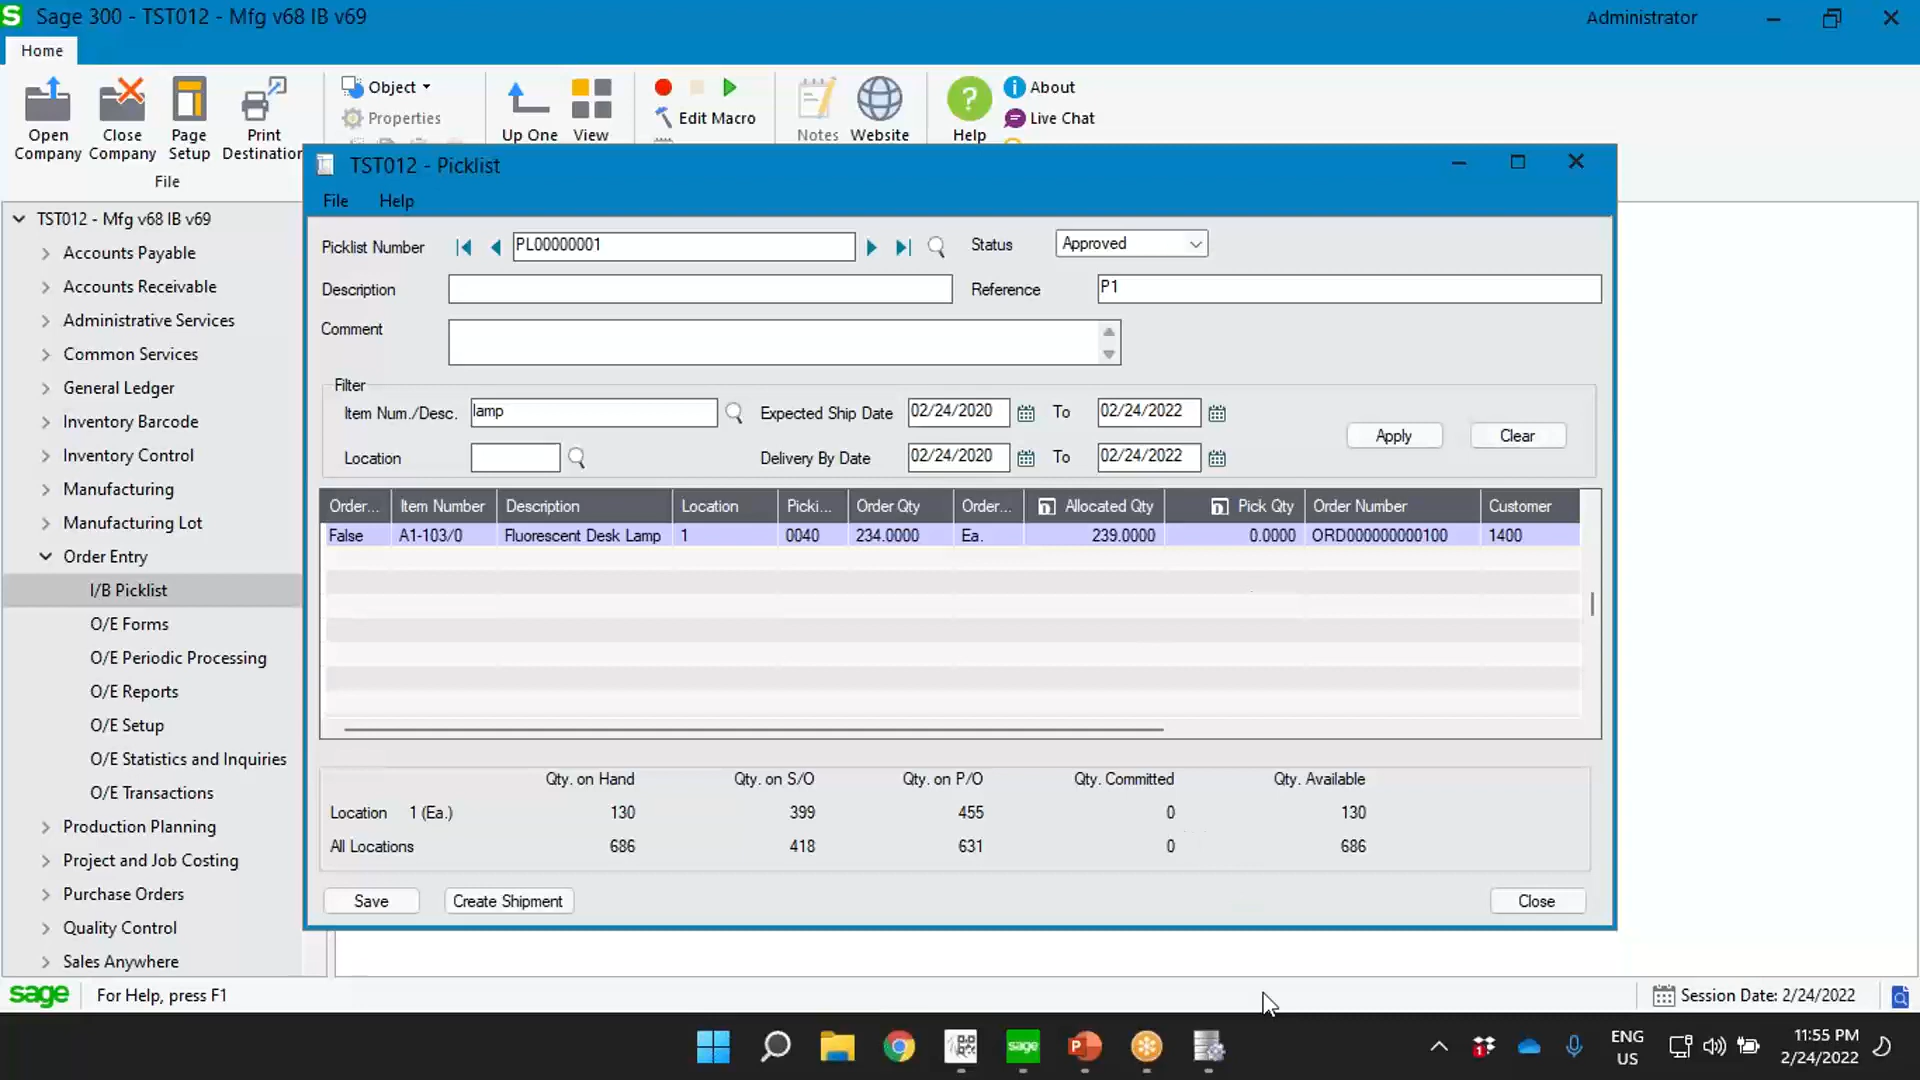 Sage 300 - TST012 - Mfg v68 IB v69
Administrator
Home
Open Company
Close Company
Page Setup
Print Destination
File
Object
Properties
Up One
View
Edit Macro
Notes
Website
Help
About
Live Chat
TST012 - Picklist
File Help
Picklist Number PL00000001 Status Approved
Description Reference P1
Comment
Filter
Item Num./Desc. lamp Expected Ship Date 02/24/2020 To 02/24/2022
Apply Clear
Location Delivery By Date 02/24/2020 To 02/24/2022
Order... Item Number Description Location Picki... Order Qty Order... Allocated Qty Pick Qty Order Number Customer
False A1-103/0 Fluorescent Desk Lamp 1 0040 234.0000 Ea. 239.0000 0.0000 ORD000000000100 1400
Qty. on Hand Qty. on S/O Qty. on P/O Qty. Committed Qty. Available
Location 1 (Ea.) 130 399 455 0 130
All Locations 686 418 631 0 686
Save Create Shipment Close
TST012 - Mfg v68 IB v69
Accounts Payable
Accounts Receivable
Administrative Services
Common Services
General Ledger
Inventory Barcode
Inventory Control
Manufacturing
Manufacturing Lot
Order Entry
I/B Picklist
O/E Forms
O/E Periodic Processing
O/E Reports
O/E Setup
O/E Statistics and Inquiries
O/E Transactions
Production Planning
Project and Job Costing
Purchase Orders
Quality Control
Sales Anywhere
sage For Help, press F1
Session Date: 2/24/2022
sage
P
1
ENG
US
11:55 PM
2/24/2022